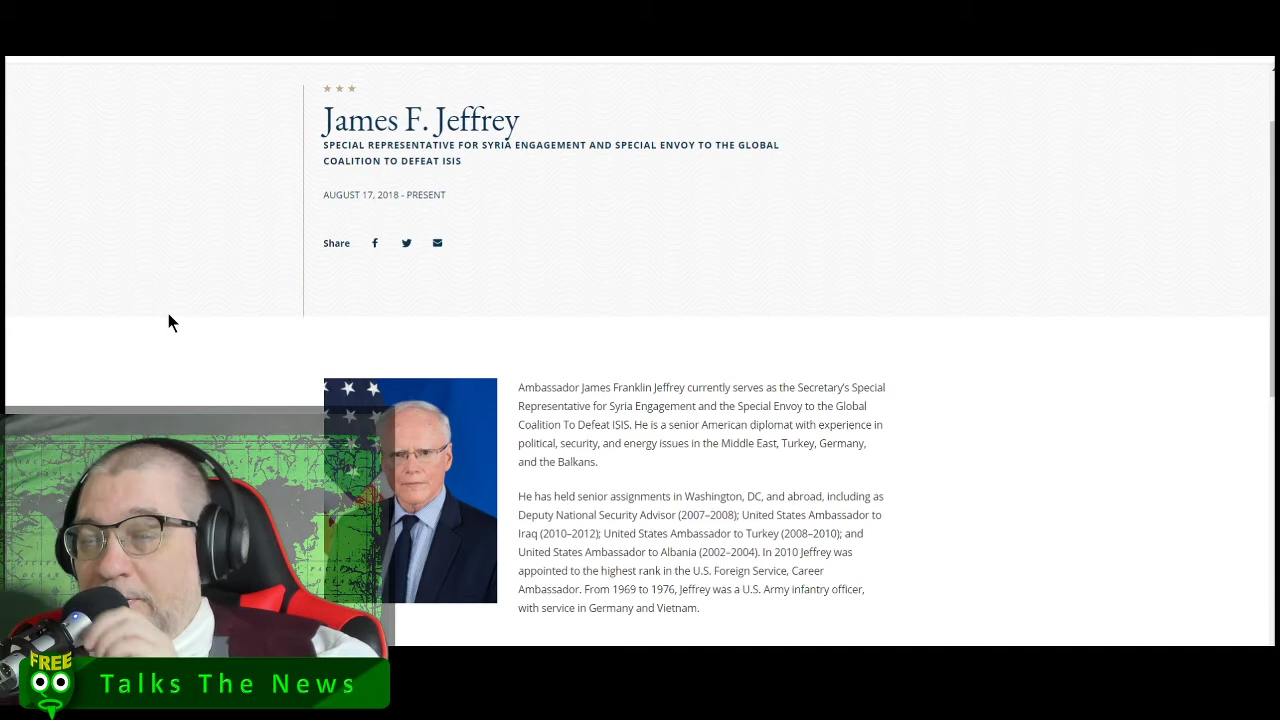 James F. Jeffrey
SPECIAL REPRESENTATIVE FOR SYRIA ENGAGEMENT AND SPECIAL ENVOY TO THE GLOBAL
COALITION TO DEFEAT ISIS
AUGUST 17, 2018 - PRESENT
Share
Ambassador James Franklin Jeffrey currently serves as the Secretary's Special
Representative for Syria Engagement and the Special Envoy to the Global
Coalition To Defeat ISIS. He is a senior American diplomat with experience in
political, security, and energy issues in the Middle East, Turkey, Germany,
and the Balkans.
He has held senior assignments in Washington, DC, and abroad, including as
Deputy National Security Advisor (2007–2008); United States Ambassador to
Iraq (2010–2012); United States Ambassador to Turkey (2008–2010); and
United States Ambassador to Albania (2002–2004). In 2010 Jeffrey was
appointed to the highest rank in the U.S. Foreign Service, Career
Ambassador. From 1969 to 1976, Jeffrey was a U.S. Army infantry officer,
with service in Germany and Vietnam.
FREE
Talks The News